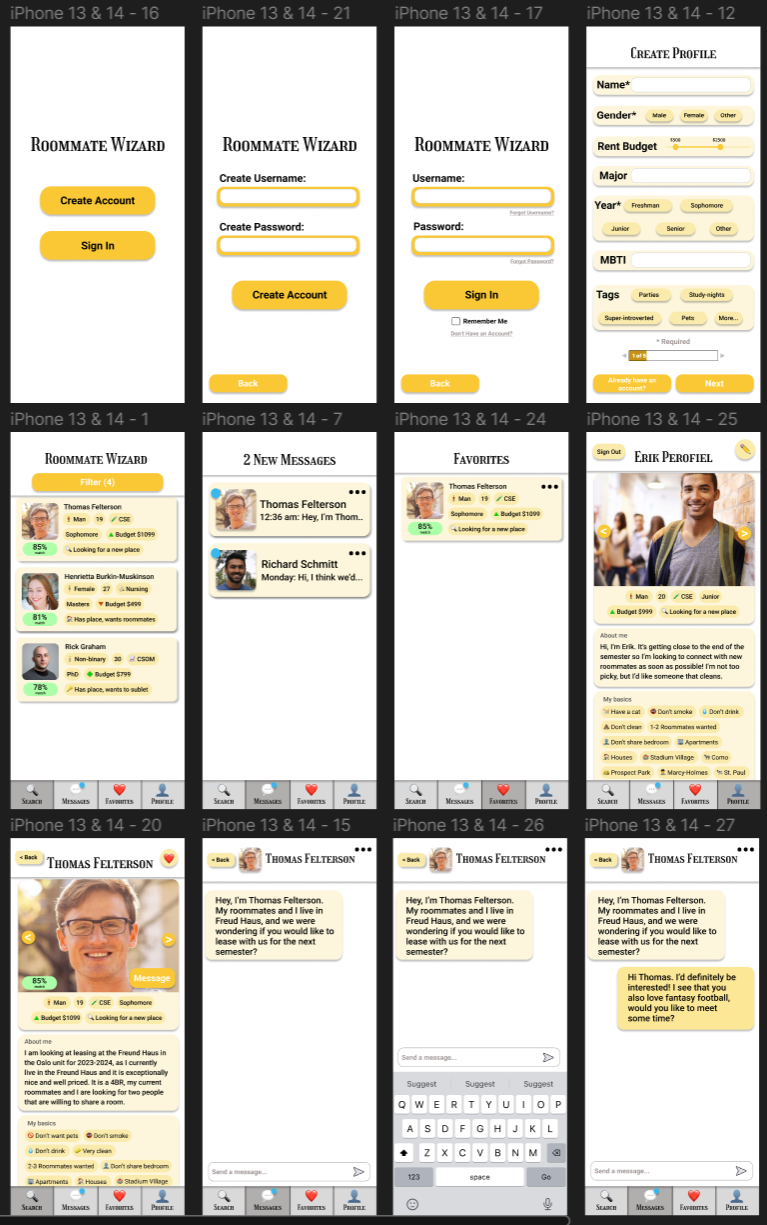 iPhone 13 & 14 - 16
Roommate Wizard
Create Account
Sign In
iPhone 13 & 14 - 21
Roommate Wizard
Create Username:
Create Password:
Create Account
Back
iPhone 13 & 14 - 17
Roommate Wizard
Username:
Forgot Username?
Password:
Forgot Password?
Sign In
Remember Me
Don't Have an Account?
Back
iPhone 13 & 14 - 12
Create Profile
Name*
Gender* Male Female Other
Rent Budget $300 $2500
Major
Year* Freshman Sophomore
Junior Senior Other
MBTI
Tags Parties Study-nights
Super-introverted Pets More...
* Required
1 of 5
Already have an
account?
Next
iPhone 13 & 14 - 1
Roommate Wizard
Filter (4)
Thomas Felterson
Man 19 CSE
Sophomore Budget $1099
85%
match
Looking for a new place
Henrietta Burkin-Muskinson
Female 27 Nursing
Masters Budget $499
81%
match
Has place, wants roommates
Rick Graham
Non-binary 30 CSOM
PhD Budget $799
78%
match
Has place, wants to sublet
Search Messages Favorites Profile
iPhone 13 & 14 - 7
2 New Messages
Thomas Felterson
12:36 am: Hey, I'm Thom..
Richard Schmitt
Monday: Hi, I think we'd...
Search Messages Favorites Profile
iPhone 13 & 14 - 24
Favorites
Thomas Felterson
Man 19 CSE
Sophomore Budget $1099
85%
match
Looking for a new place
Search Messages Favorites Profile
iPhone 13 & 14 - 25
Sign Out
Erik Perofiel
< >
Man 20 CSE Junior
Budget $999 Looking for a new place
About me
Hi, I'm Erik. It's getting close to the end of the
semester so I'm looking to connect with new
roommates as soon as possible! I'm not too
picky, but I'd like someone that cleans.
My basics
Have a cat Don't smoke Don't drink
Don't clean 1-2 Roommates wanted
Don't share bedroom Apartments
Houses Stadium Village Como
Prospect Park Marcy-Holmes St. Paul
Search Messages Favorites Profile
iPhone 13 & 14 - 20
< Back
Thomas Felterson
< >
85%
match
Message
Man 19 CSE Sophomore
Budget $1099 Looking for a new place
About me
I am looking at leasing at the Freund Haus in
the Oslo unit for 2023-2024, as I currently
live in the Freund Haus and it is exceptionally
nice and well priced. It is a 4BR, my current
roommates and I are looking for two people
that are willing to share a room.
My basics
Don't want pets Don't smoke
Don't drink Very clean
2-3 Roommates wanted Don't share bedroom
Apartments Houses Stadium Village
Search Messages Favorites Profile
iPhone 13 & 14 - 15
< Back
Thomas Felterson
Hey, I'm Thomas Felterson.
My roommates and I live in
Freud Haus, and we were
wondering if you would like to
lease with us for the next
semester?
Send a message...
Search Messages Favorites Profile
iPhone 13 & 14 - 26
< Back
Thomas Felterson
Hey, I'm Thomas Felterson.
My roommates and I live in
Freud Haus, and we were
wondering if you would like to
lease with us for the next
semester?
Send a message...
Suggest Suggest Suggest
Q W E R T Y U I O P
A S D F G H J K L
Z X C V B N M
123 space Go
iPhone 13 & 14 - 27
< Back
Thomas Felterson
Hey, I'm Thomas Felterson.
My roommates and I live in
Freud Haus, and we were
wondering if you would like to
lease with us for the next
semester?
Hi Thomas. I'd definitely be
interested! I see that you
also love fantasy football,
would you like to meet
some time?
Send a message...
Search Messages Favorites Profile